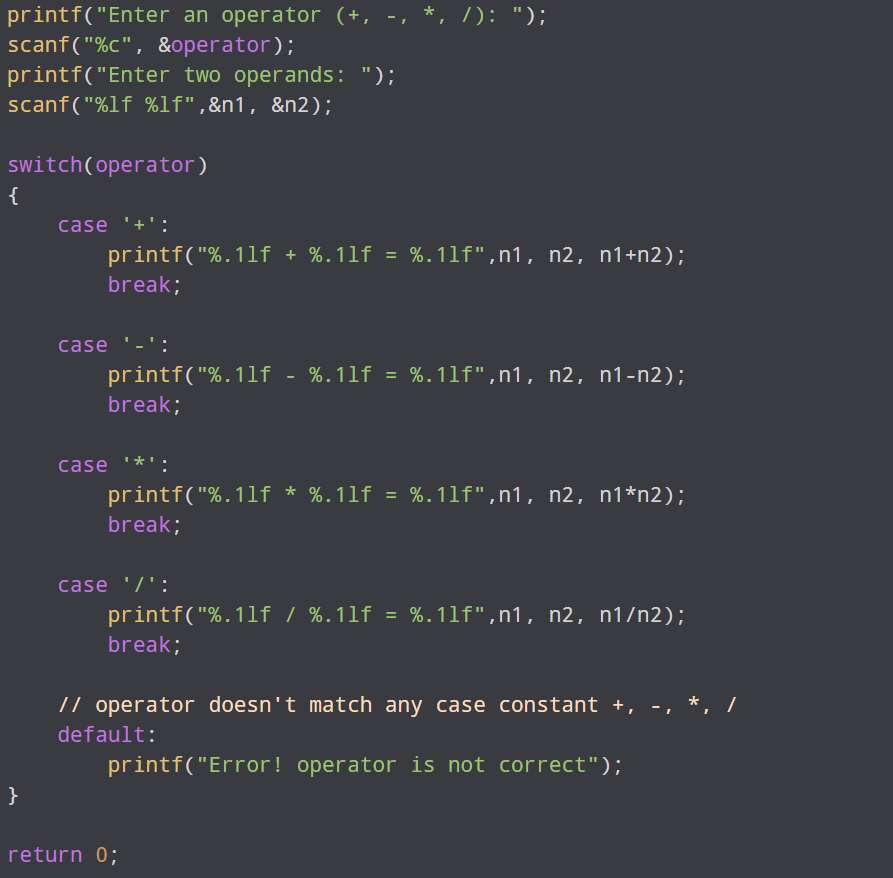 printf("Enter an operator (+, -, *, /): ");
scanf("%c", &operator);
printf("Enter two operands: ");
scanf("%lf %lf",&n1, &n2);

switch(operator)
{
    case '+':
        printf("%.1lf + %.1lf = %.1lf",n1, n2, n1+n2);
        break;

    case '-':
        printf("%.1lf - %.1lf = %.1lf",n1, n2, n1-n2);
        break;

    case '*':
        printf("%.1lf * %.1lf = %.1lf",n1, n2, n1*n2);
        break;

    case '/':
        printf("%.1lf / %.1lf = %.1lf",n1, n2, n1/n2);
        break;

    // operator doesn't match any case constant +, -, *, /
    default:
        printf("Error! operator is not correct");
}

return 0;